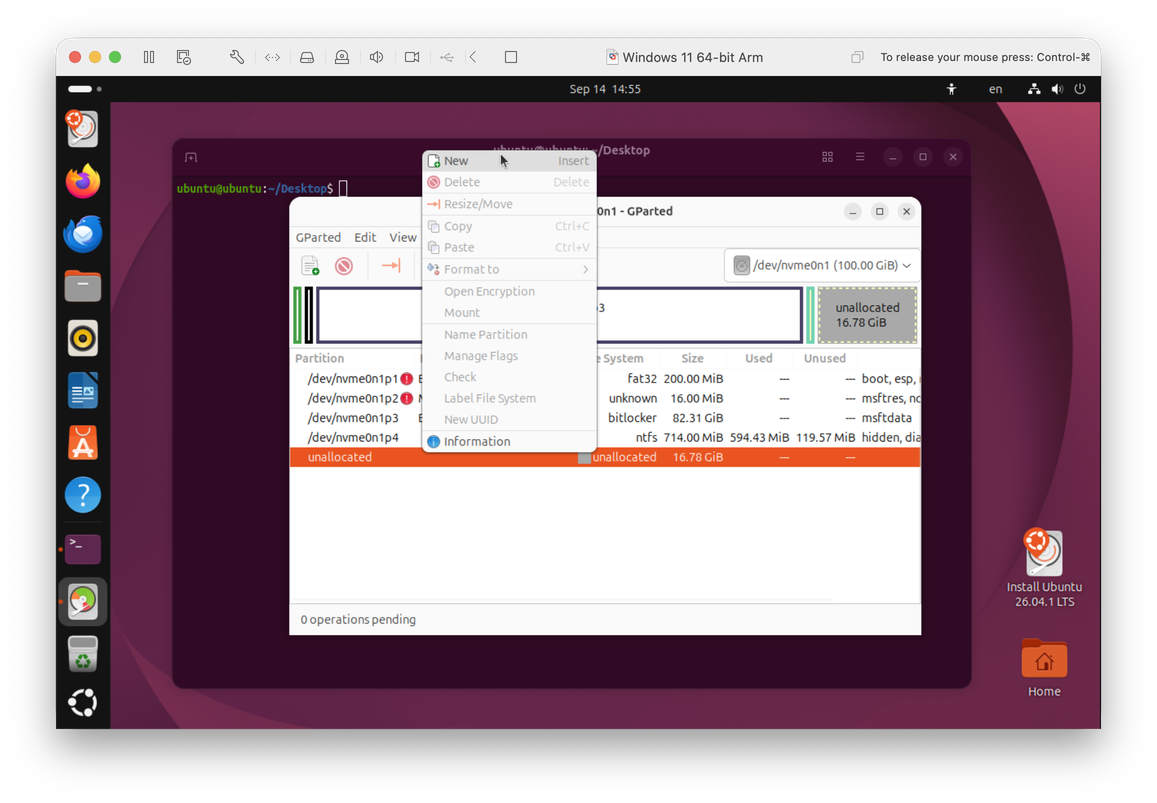 Windows 11 64-bit Arm
To release your mouse press: Control-⌘
Sep 14 14:55
en
ubuntu@ubuntu: ~/Desktop
ubuntu@ubuntu:~/Desktop$
0n1 - GParted
GParted Edit View
/dev/nvme0n1 (100.00 GiB)
New Insert
Delete Delete
Resize/Move
Copy Ctrl+C
Paste Ctrl+V
Format to
Open Encryption
Mount
Name Partition
Manage Flags
Check
Label File System
New UUID
Information
unallocated
16.78 GiB
Partition System Size Used Unused
/dev/nvme0n1p1 fat32 200.00 MiB --- --- boot, esp,
/dev/nvme0n1p2 unknown 16.00 MiB --- --- msftres, no
/dev/nvme0n1p3 bitlocker 82.31 GiB --- --- msftdata
/dev/nvme0n1p4 ntfs 714.00 MiB 594.43 MiB 119.57 MiB hidden, dia
unallocated unallocated 16.78 GiB --- ---
0 operations pending
Install Ubuntu
26.04.1 LTS
Home